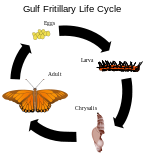 Gulf Fritillary Life Cycle
Eggs
Larva
Adult
Chrysalis